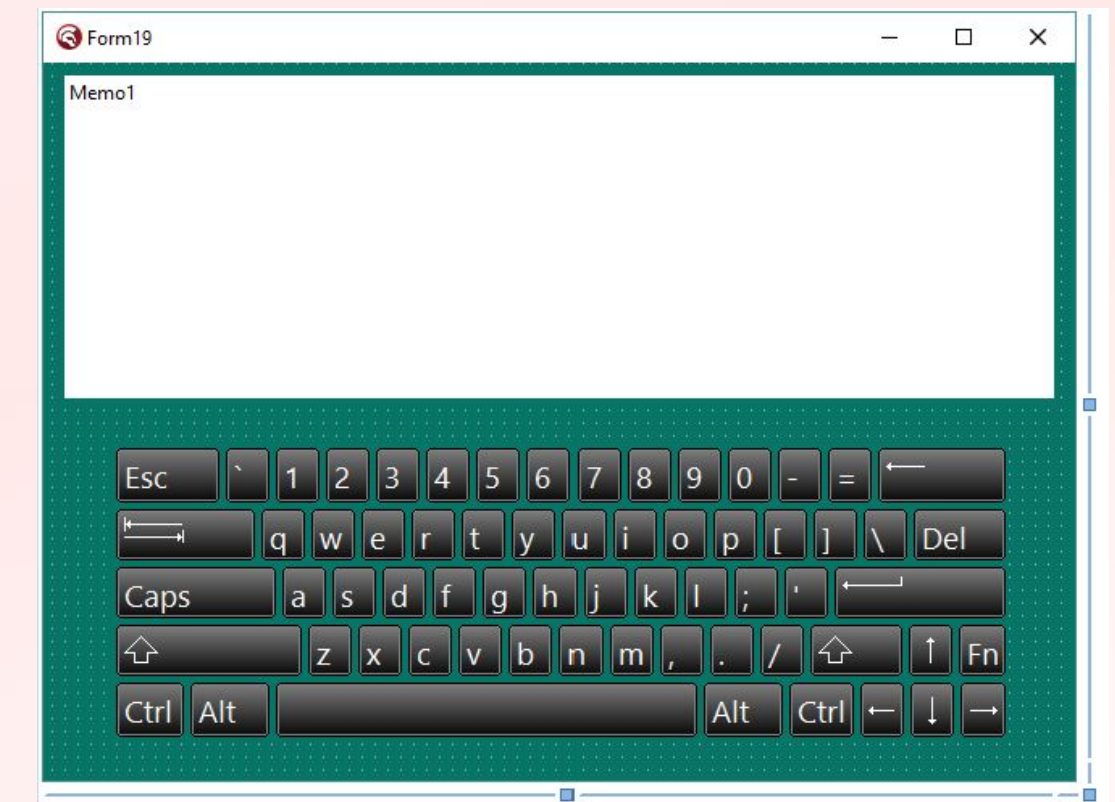 Form19
Memo1
Esc ` 1 2 3 4 5 6 7 8 9 0 - = ←
q w e r t y u i o p [ ] \ Del
Caps a s d f g h j k l ; '
z x c v b n m , . / ↑ Fn
Ctrl Alt Alt Ctrl ← ↓ →